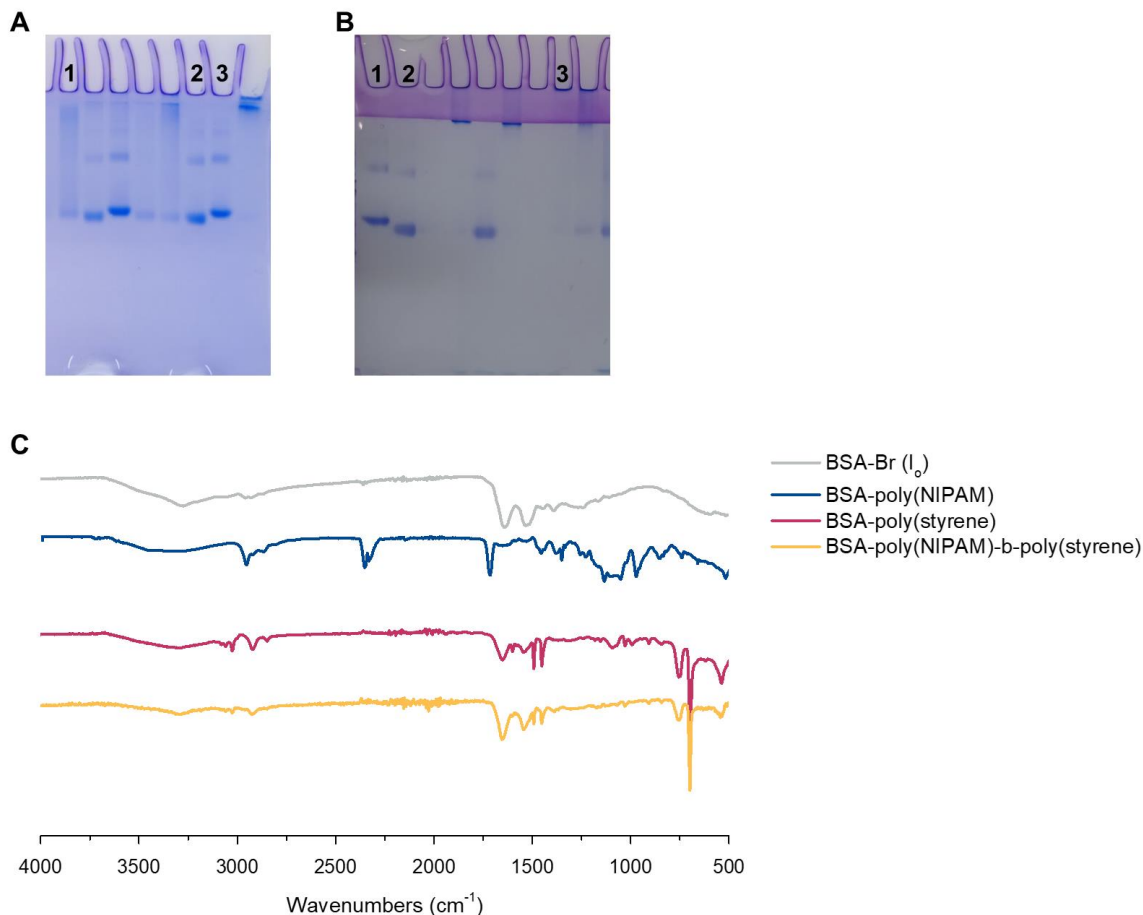 A
B
1
2
3
1
2
3
C
BSA-Br (I₀)
BSA-poly(NIPAM)
BSA-poly(styrene)
BSA-poly(NIPAM)-b-poly(styrene)
4000 3500 3000 2500 2000 1500 1000 500
Wavenumbers (cm⁻¹)